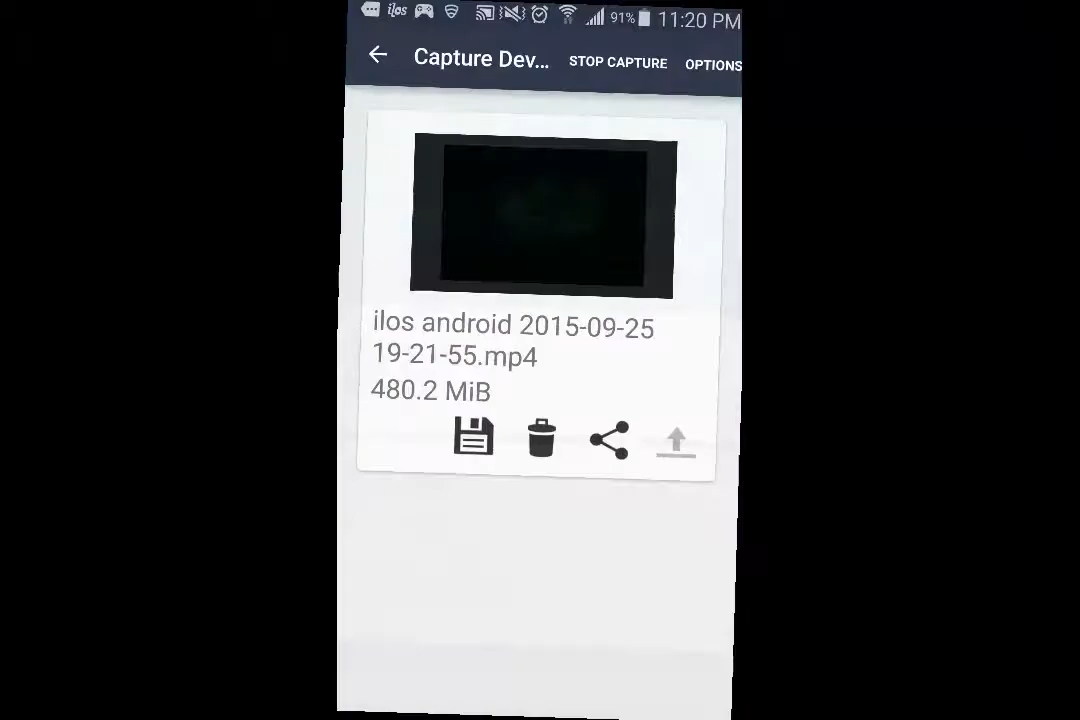 ilos 91% 11:20 PM
Capture Dev... STOP CAPTURE OPTIONS
ilos android 2015-09-25
19-21-55.mp4
480.2 MiB